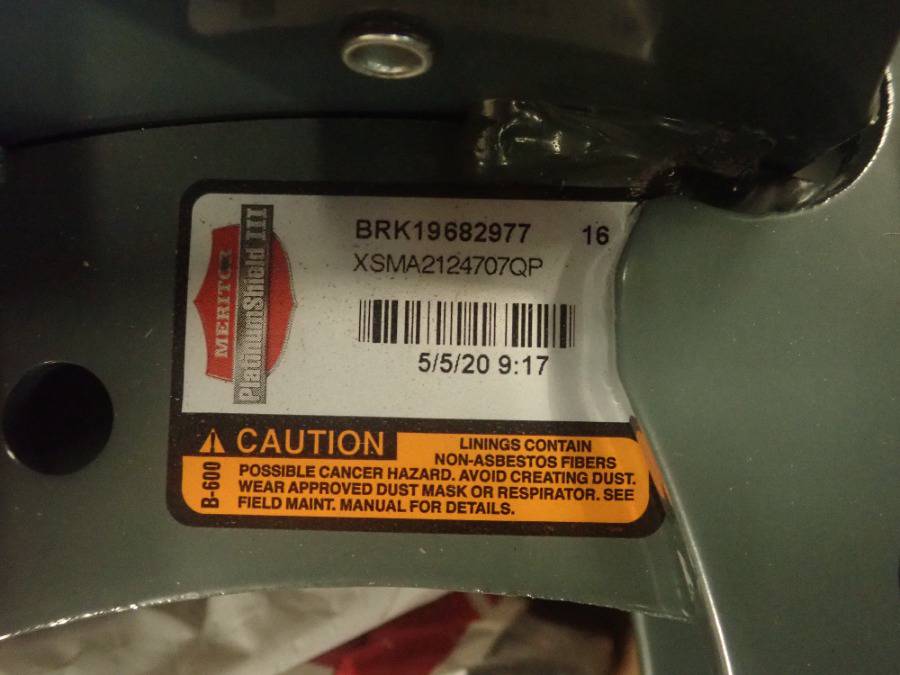 MERITOR
PlatinumShield III
BRK19682977 16
XSMA2124707QP
5/5/20 9:17
CAUTION
B-600
LININGS CONTAIN
NON-ASBESTOS FIBERS
POSSIBLE CANCER HAZARD. AVOID CREATING DUST.
WEAR APPROVED DUST MASK OR RESPIRATOR. SEE
FIELD MAINT. MANUAL FOR DETAILS.